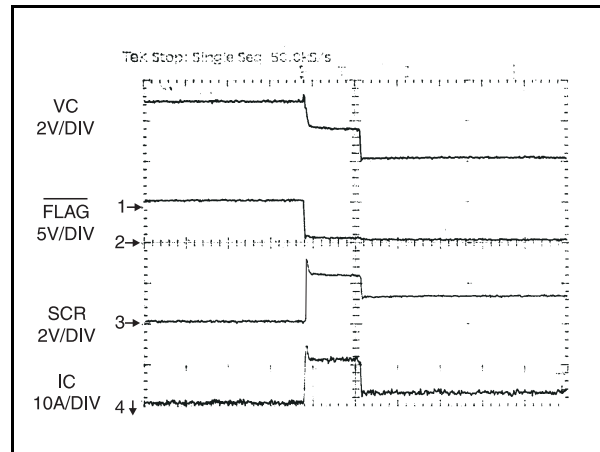 Tek Stop: Single Seq 50.0kS/s
VC
2V/DIV
1→
FLAG
5V/DIV
2→
SCR
2V/DIV
3→
IC
10A/DIV
4↓